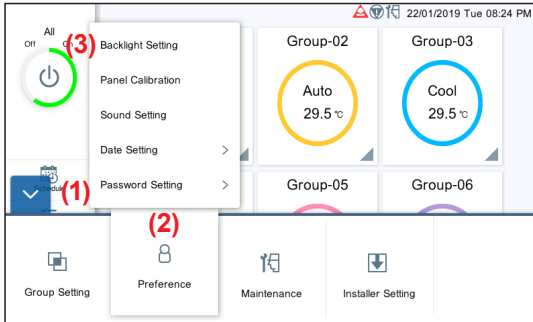 22/01/2019 Tue 08:24 PM
All
Off On
(3)
Backlight Setting
Panel Calibration
Sound Setting
Date Setting >
Password Setting >
Group-02
Auto
29.5 ℃
Group-03
Cool
29.5 ℃
Schedule
(1)
Group-05
Group-06
(2)
Group Setting
Preference
Maintenance
Installer Setting